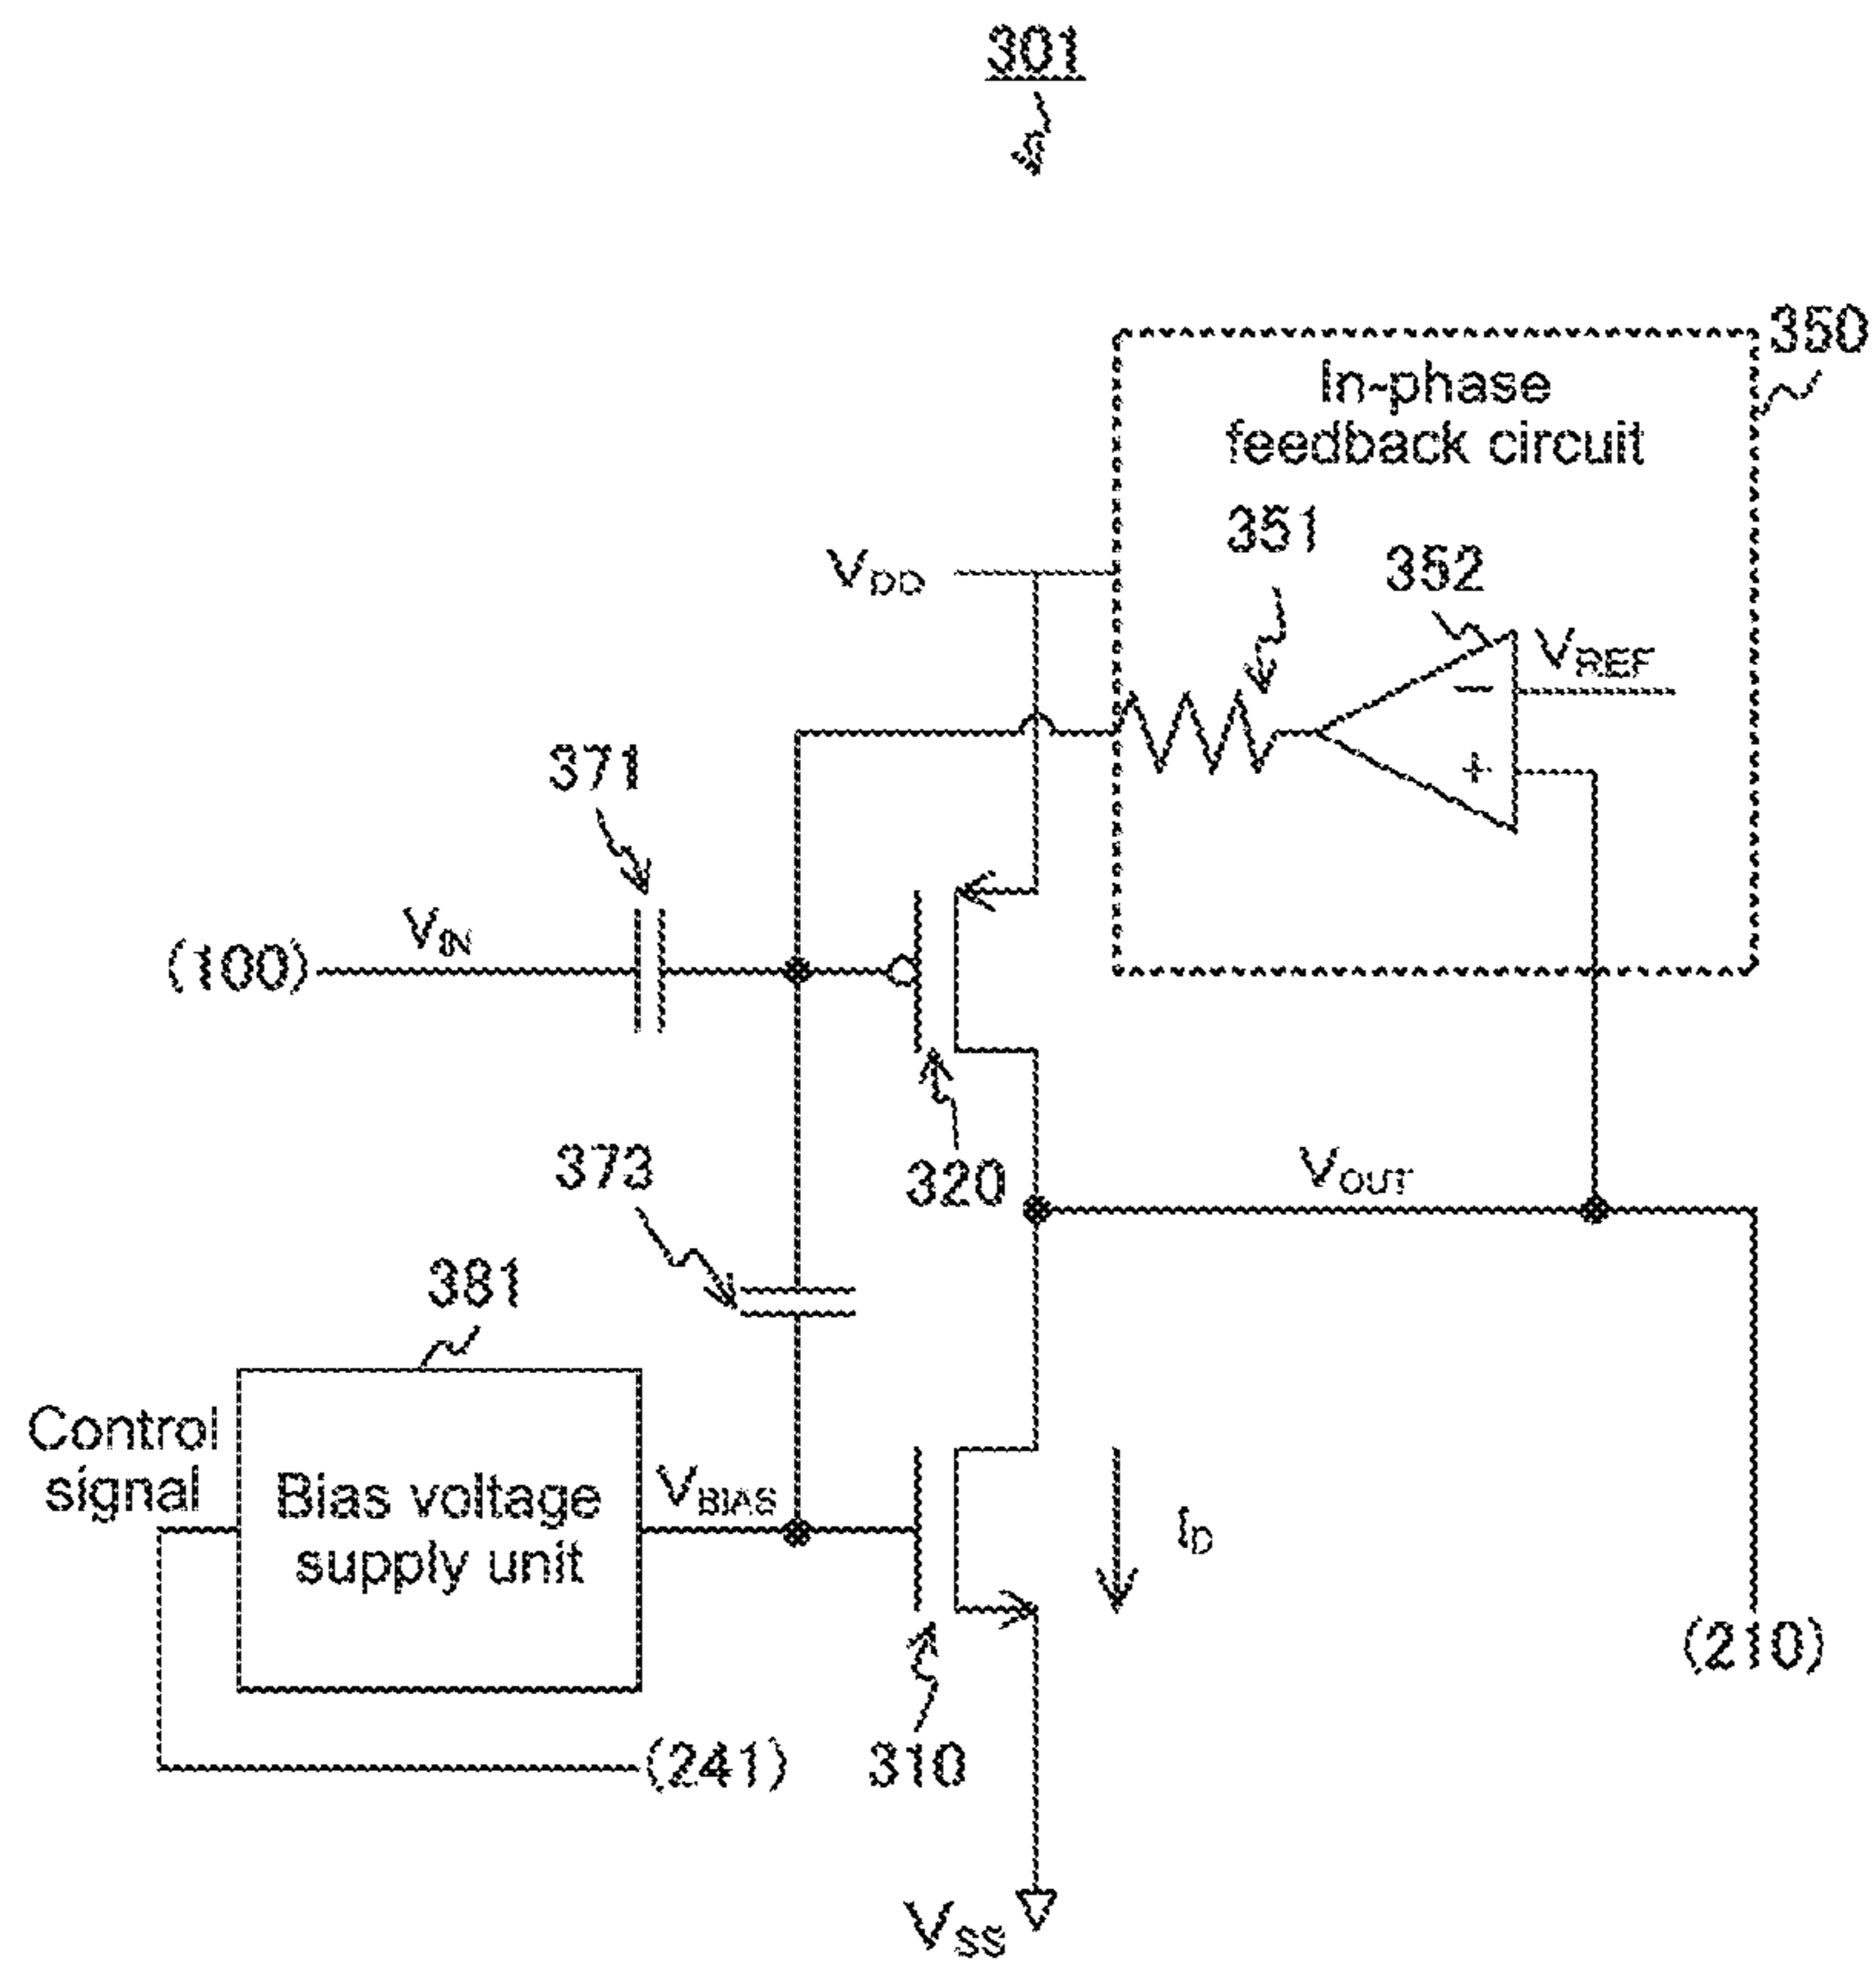 301
350
In-phase
feedback circuit
351
352
VDD
VREF
−
+
371
VIN
(100)
373
320
VOUT
381
Control
signal
Bias voltage
supply unit
VBIAS
ID
(210)
(241)
310
VSS